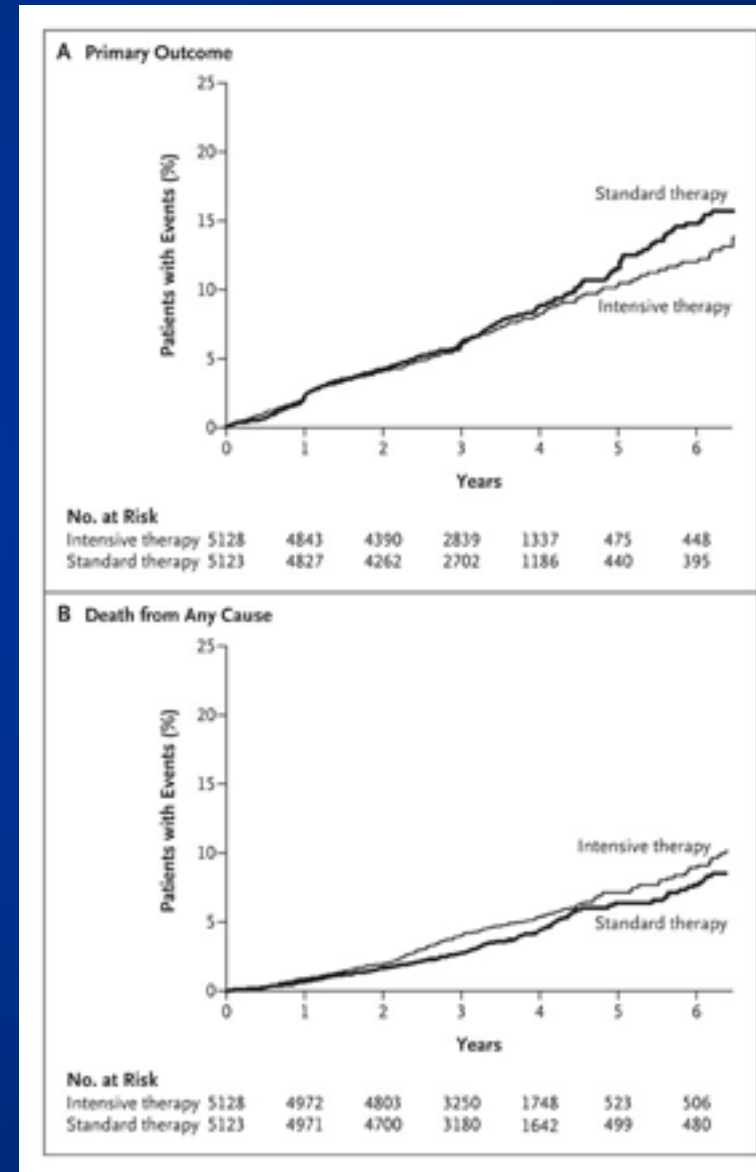 A Primary Outcome
25
20
15
10
5
0
Patients with Events (%)
Standard therapy
Intensive therapy
0 1 2 3 4 5 6
Years
No. at Risk
Intensive therapy 5128 4843 4390 2839 1337 475 448
Standard therapy 5123 4827 4262 2702 1186 440 395
B Death from Any Cause
25
20
15
10
5
0
Patients with Events (%)
Intensive therapy
Standard therapy
0 1 2 3 4 5 6
Years
No. at Risk
Intensive therapy 5128 4972 4803 3250 1748 523 506
Standard therapy 5123 4971 4700 3180 1642 499 480